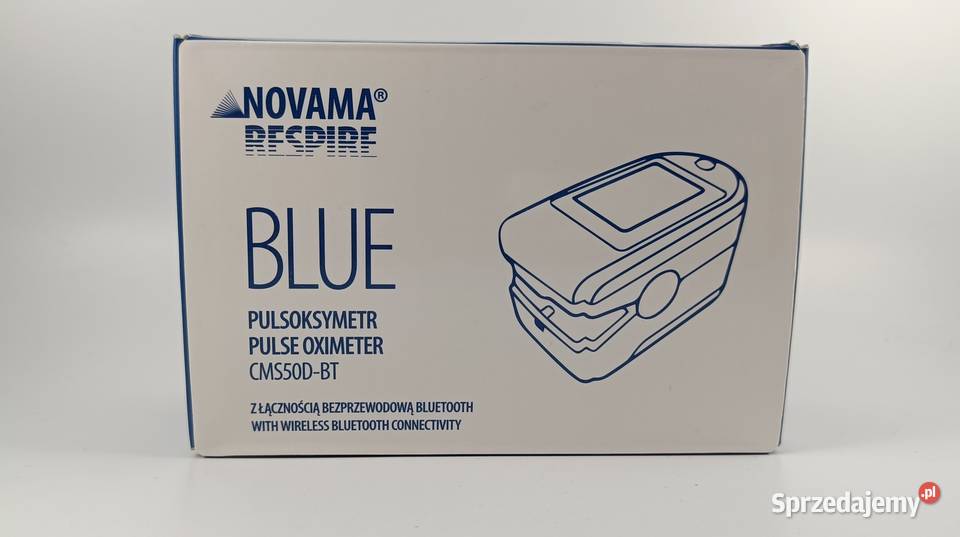 NOVAMA®
RESPIRE
BLUE
PULSOKSYMETR
PULSE OXIMETER
CMS50D-BT
Z ŁĄCZNOŚCIĄ BEZPRZEWODOWĄ BLUETOOTH
WITH WIRELESS BLUETOOTH CONNECTIVITY
Sprzedajemy.pl